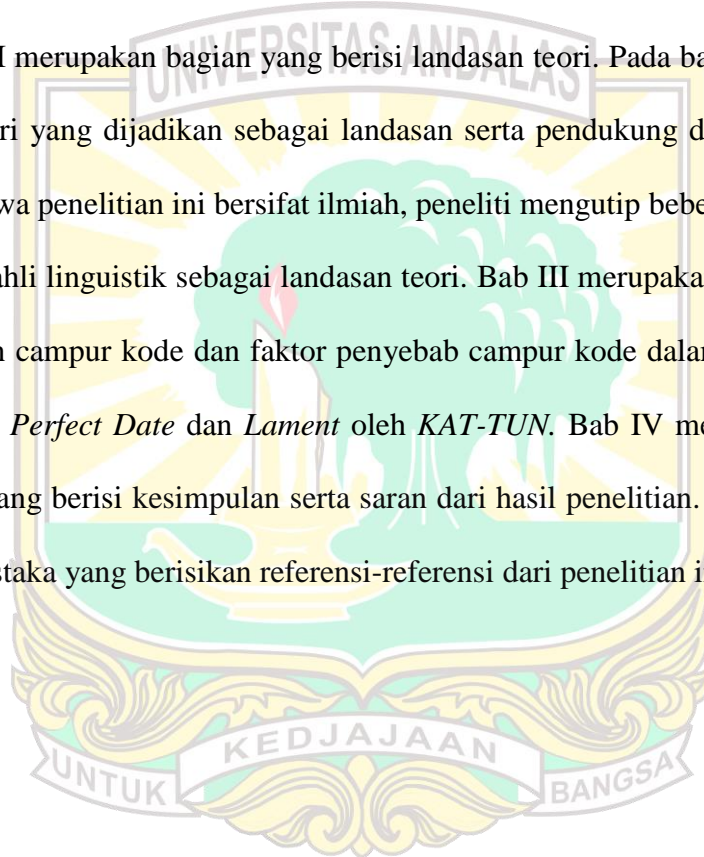 UNIVERSITAS ANDALAS
I merupakan bagian yang berisi landasan teori. Pada ba
ri yang dijadikan sebagai landasan serta pendukung d
wa penelitian ini bersifat ilmiah, peneliti mengutip bebe
ahli linguistik sebagai landasan teori. Bab III merupaka
n campur kode dan faktor penyebab campur kode dalam
Perfect Date dan Lament oleh KAT-TUN. Bab IV me
ang berisi kesimpulan serta saran dari hasil penelitian.
staka yang berisikan referensi-referensi dari penelitian i
UNTUK KEDJAJAAN BANGSA